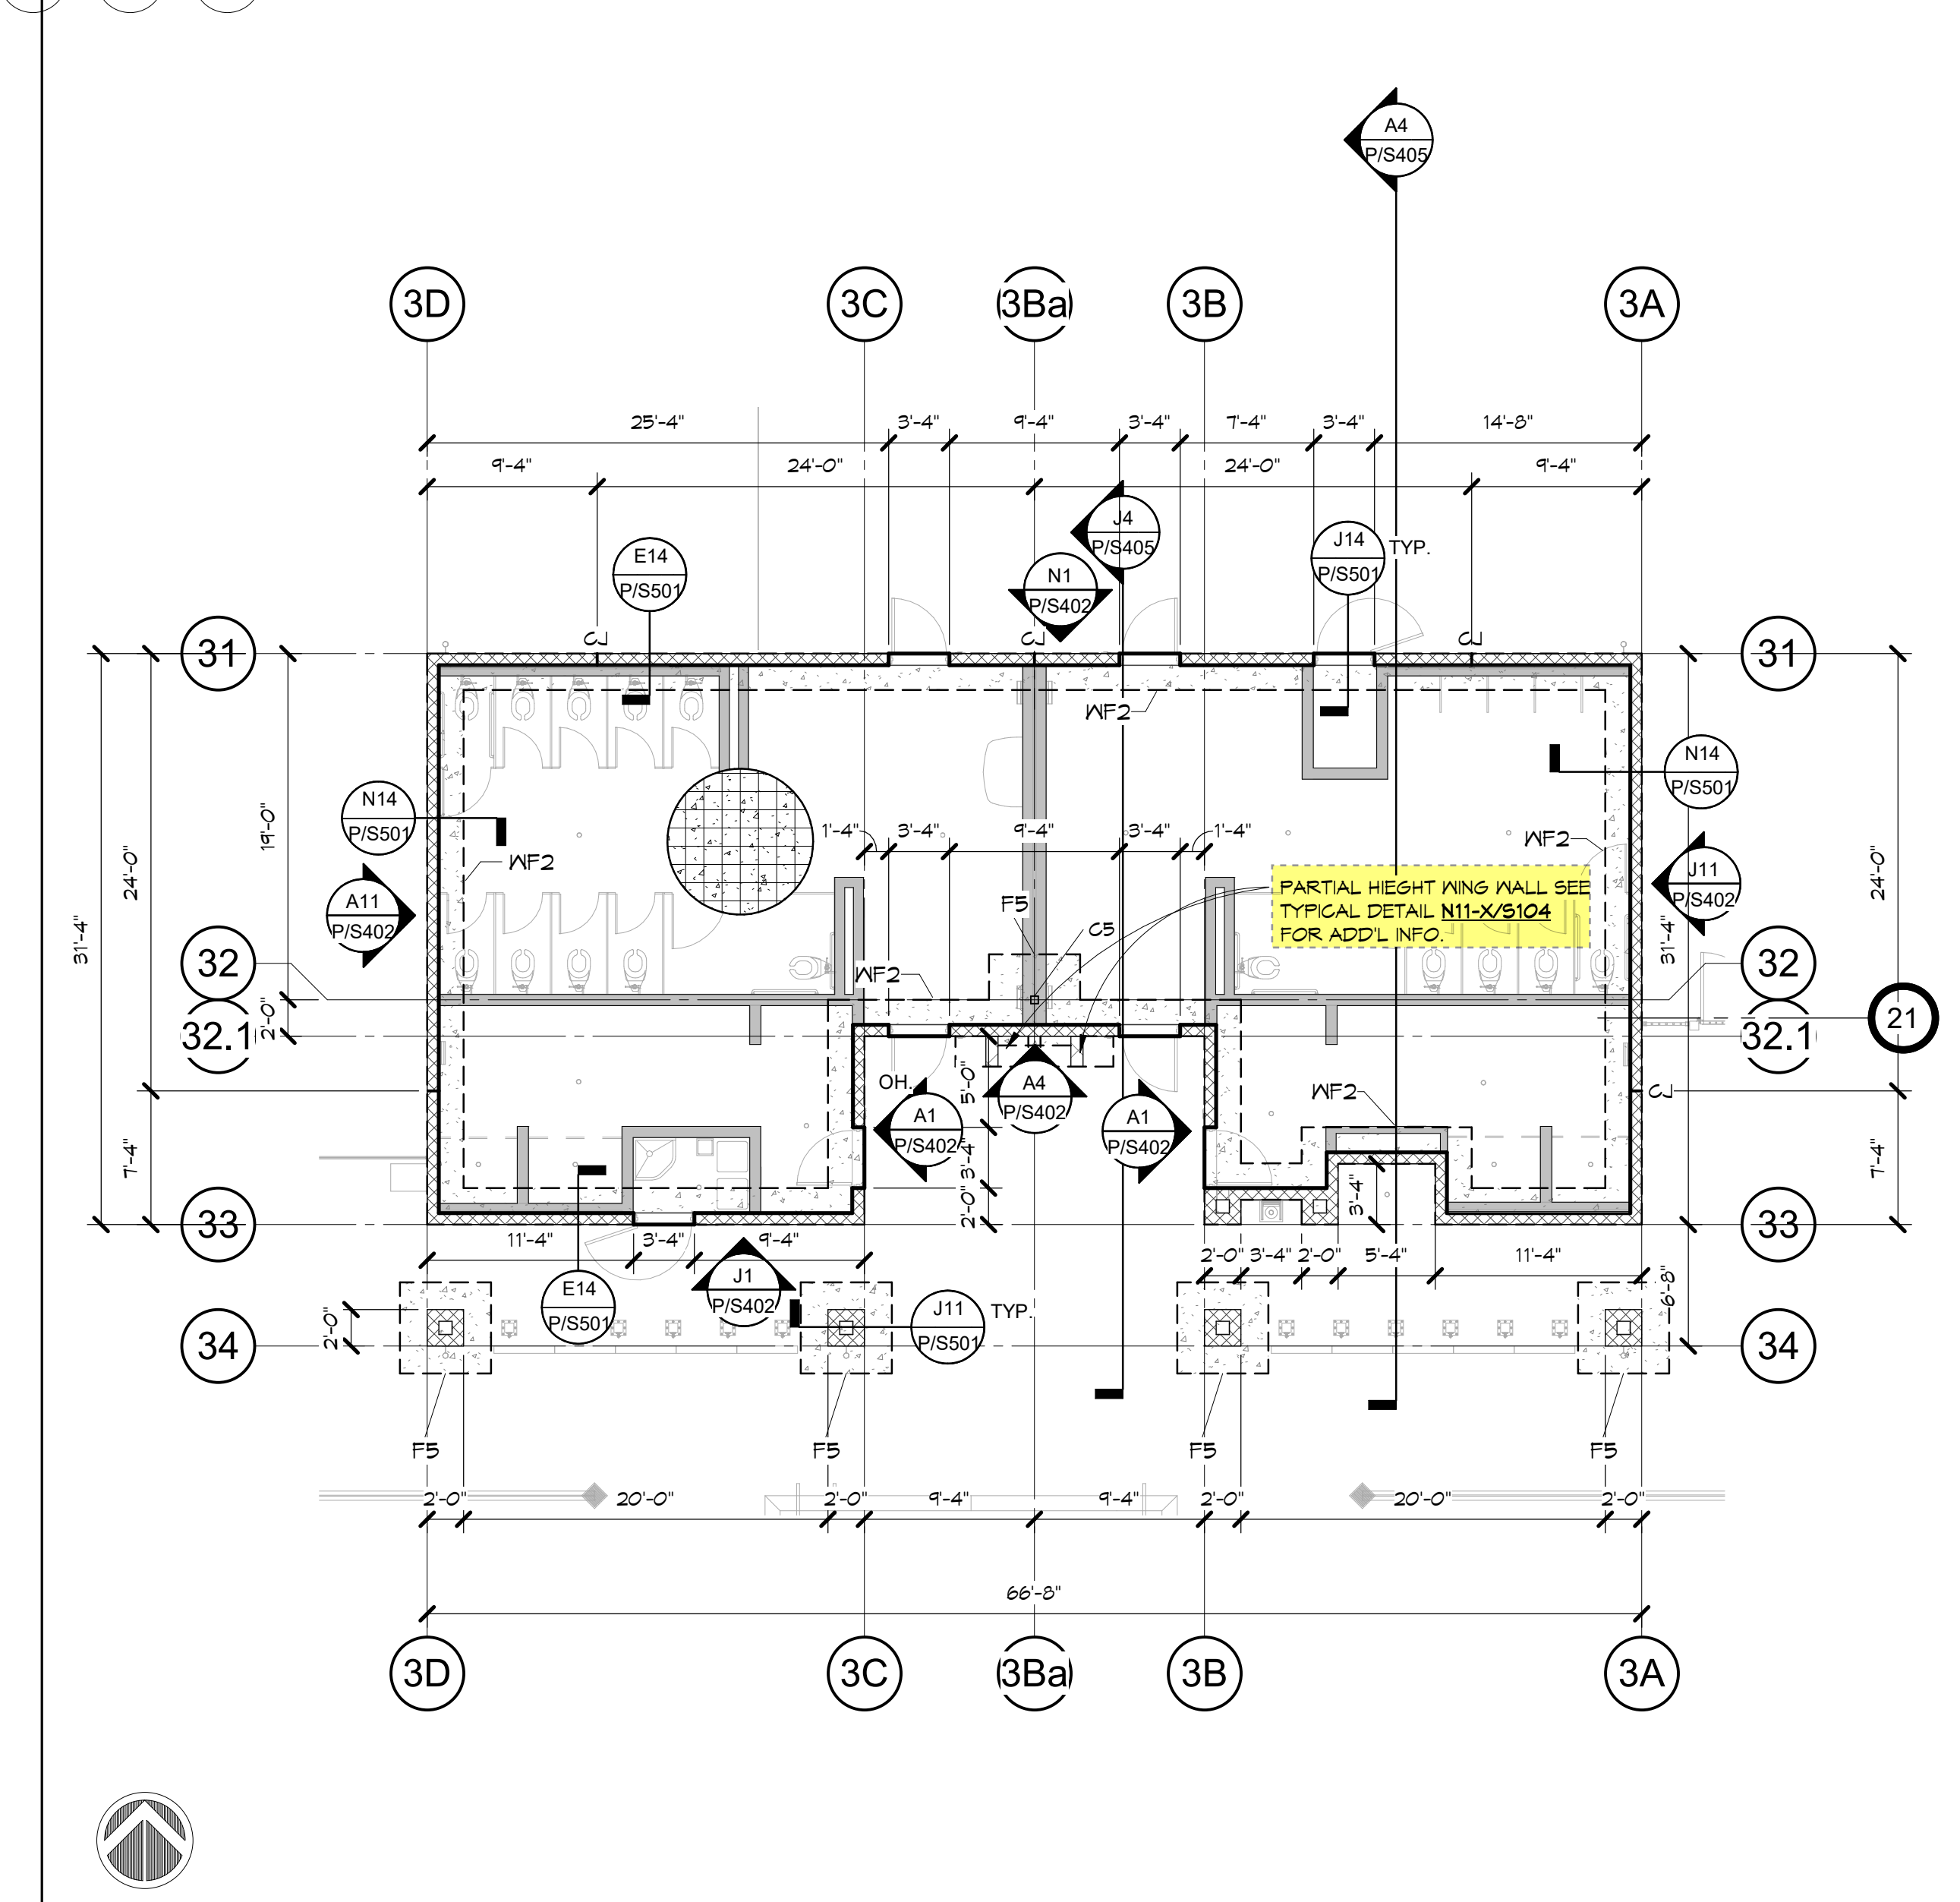 A4
P/S405
3D 3C 3Ba 3B 3A
25'-4" 3'-4" 9'-4" 3'-4" 7'-4" 3'-4" 14'-8"
9'-4" 24'-0" 24'-0" 9'-4"
J4
P/S405
J14 TYP.
P/S501
E14
P/S501
N1
P/S402
CJ CJ CJ
31 31
WF2
N14
P/S501
N14
P/S501
19'-0"
24'-0"
31'-4"
1'-4" 3'-4" 9'-4" 3'-4" 1'-4"
WF2
WF2
24'-0"
31'-4"
A11
P/S402
J11
P/S402
PARTIAL HIEGHT WING WALL SEE
TYPICAL DETAIL N11-X/S104
FOR ADD'L INFO.
F5
C5
32 32
WF2
2'-0"
32.1 32.1
21
OH.
5'-0"
A4
P/S402
A1
P/S402
A1
P/S402
WF2
CJ
3'-4"
2'-0"
7'-4"
7'-4"
3'-4"
33 33
11'-4" 3'-4" 9'-4"
2'-0" 3'-4" 2'-0" 5'-4" 11'-4"
6'-8"
E14
P/S501
J1
P/S402
J11 TYP.
P/S501
2'-0"
34 34
F5 F5 F5 F5
2'-0" 20'-0" 2'-0" 9'-4" 9'-4" 2'-0" 20'-0" 2'-0"
66'-8"
3D 3C 3Ba 3B 3A